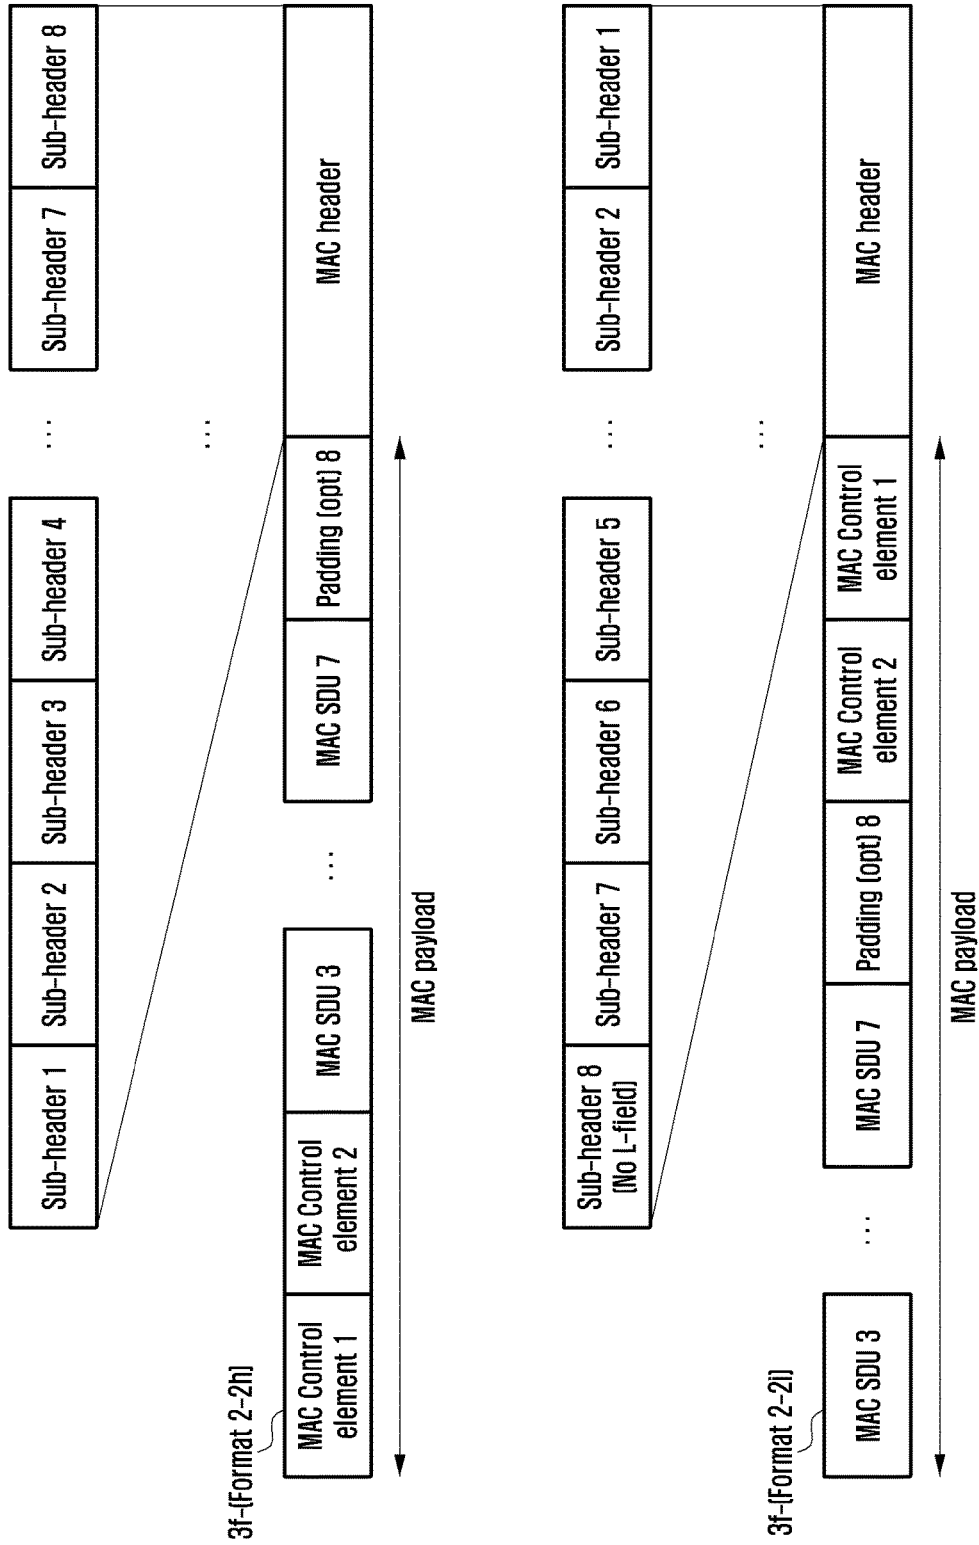 Sub-header 1
Sub-header 2
Sub-header 3
Sub-header 4
...
Sub-header 7
Sub-header 8
...
3f-(Format 2-2h)
MAC Control
element 1
MAC Control
element 2
MAC SDU 3
...
MAC SDU 7
Padding (opt) 8
MAC header
MAC payload
Sub-header 8
(No L-field)
Sub-header 7
Sub-header 6
Sub-header 5
...
Sub-header 2
Sub-header 1
...
3f-(Format 2-2i)
MAC SDU 3
...
MAC SDU 7
Padding (opt) 8
MAC Control
element 2
MAC Control
element 1
MAC header
MAC payload